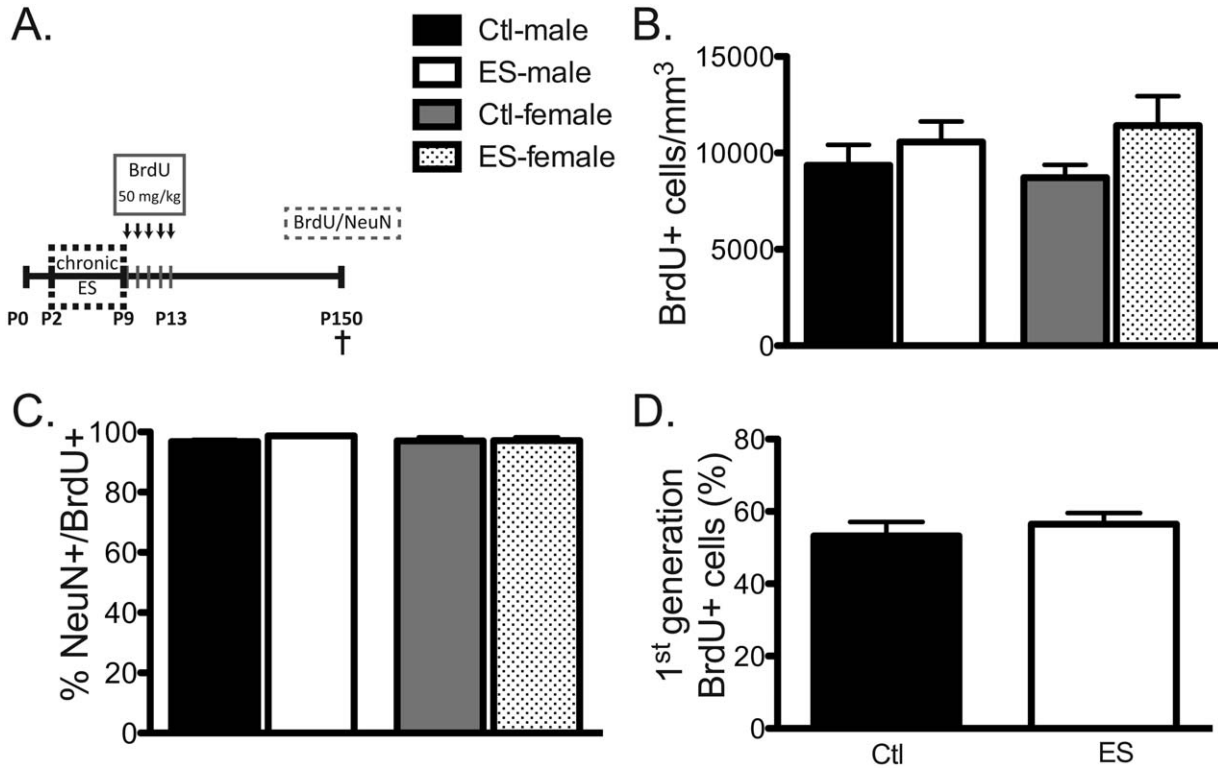 A.
Ctl-male
ES-male
Ctl-female
ES-female
BrdU
50 mg/kg
BrdU/NeuN
chronic
ES
P0 P2 P9 P13 P150
†
B.
BrdU+ cells/mm³
15000
10000
5000
0
C.
% NeuN+/BrdU+
100
80
60
40
20
0
D.
1st generation
BrdU+ cells (%)
80
60
40
20
0
Ctl ES